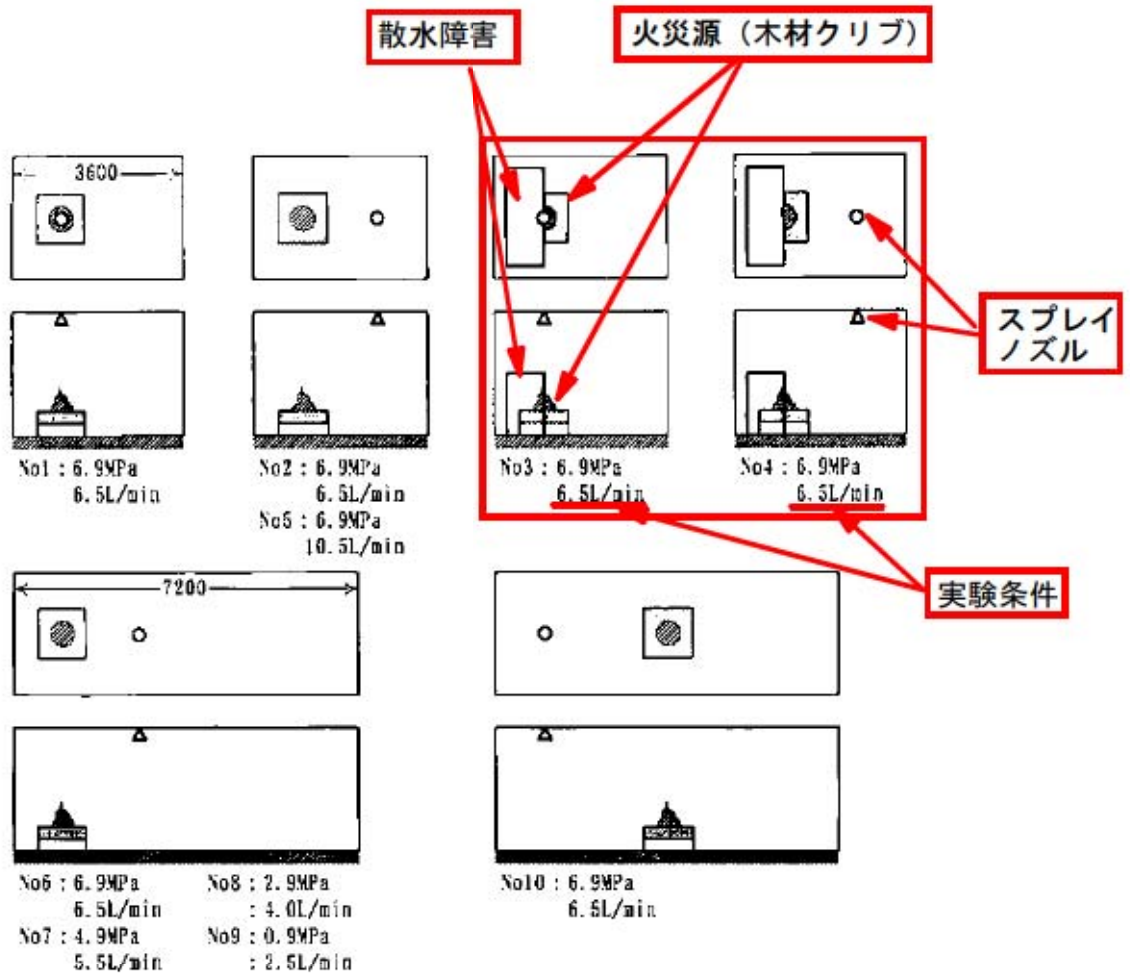 散水障害
火災源（木材クリブ）
3600
スプレイ
ノズル
No1 : 6.9MPa
6.5L/min
No2 : 6.9MPa
6.5L/min
No5 : 6.9MPa
10.5L/min
No3 : 6.9MPa
6.5L/min
No4 : 6.9MPa
6.5L/min
実験条件
7200
No6 : 6.9MPa
6.5L/min
No7 : 4.9MPa
5.5L/min
No8 : 2.9MPa
: 4.0L/min
No9 : 0.9MPa
: 2.5L/min
No10 : 6.9MPa
6.5L/min